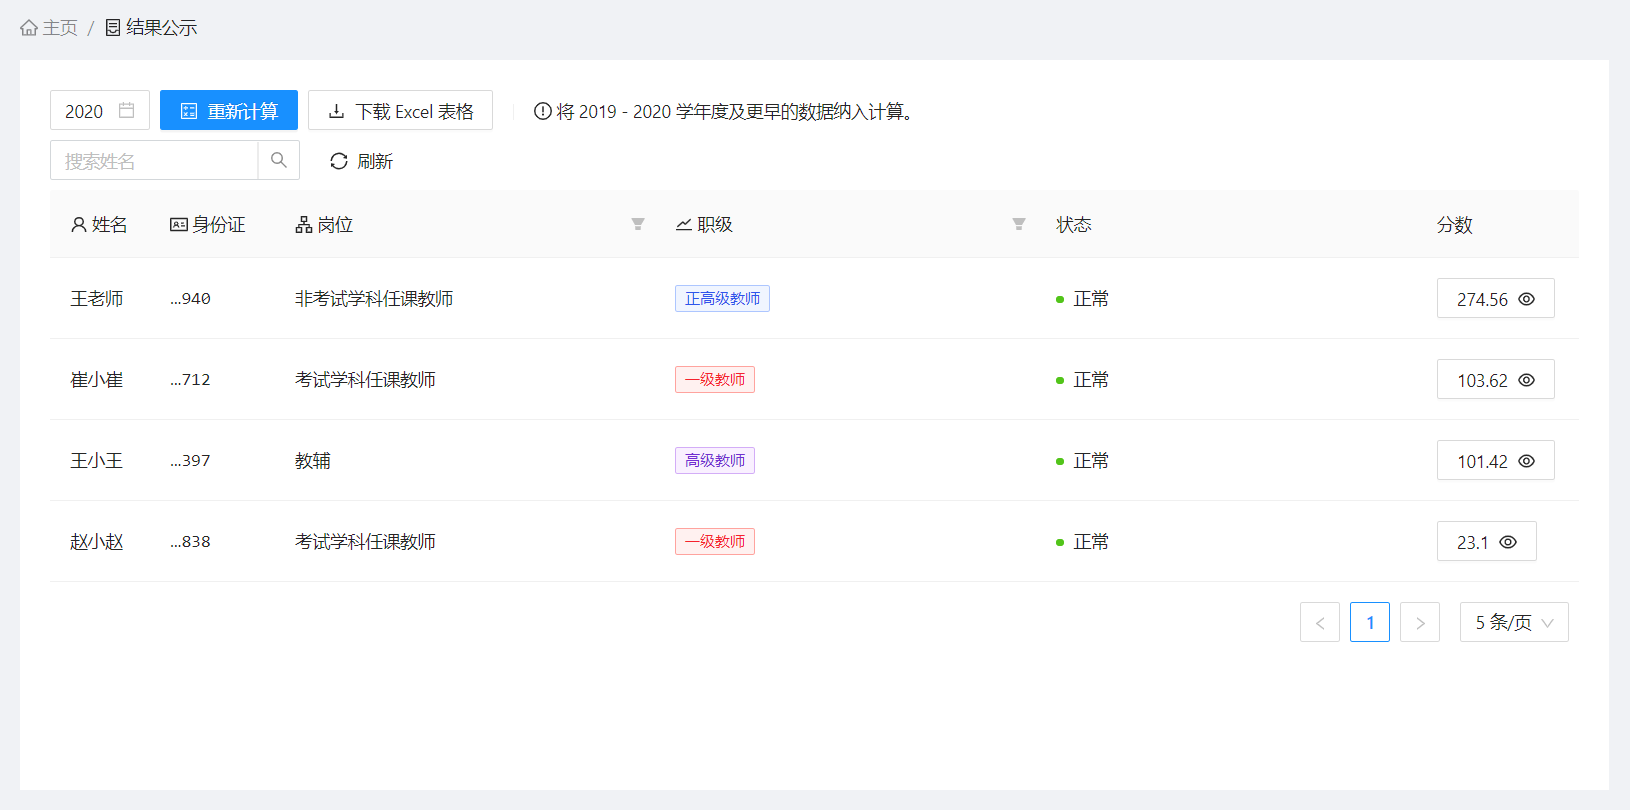 主页 / 结果公示
2020 重新计算 下载 Excel 表格 将 2019 - 2020 学年度及更早的数据纳入计算。
搜索姓名 刷新
姓名 身份证 岗位 职级 状态 分数
王老师 ...940 非考试学科任课教师 正高级教师 正常 274.56
崔小崔 ...712 考试学科任课教师 一级教师 正常 103.62
王小王 ...397 教辅 高级教师 正常 101.42
赵小赵 ...838 考试学科任课教师 一级教师 正常 23.1
< 1 > 5 条/页